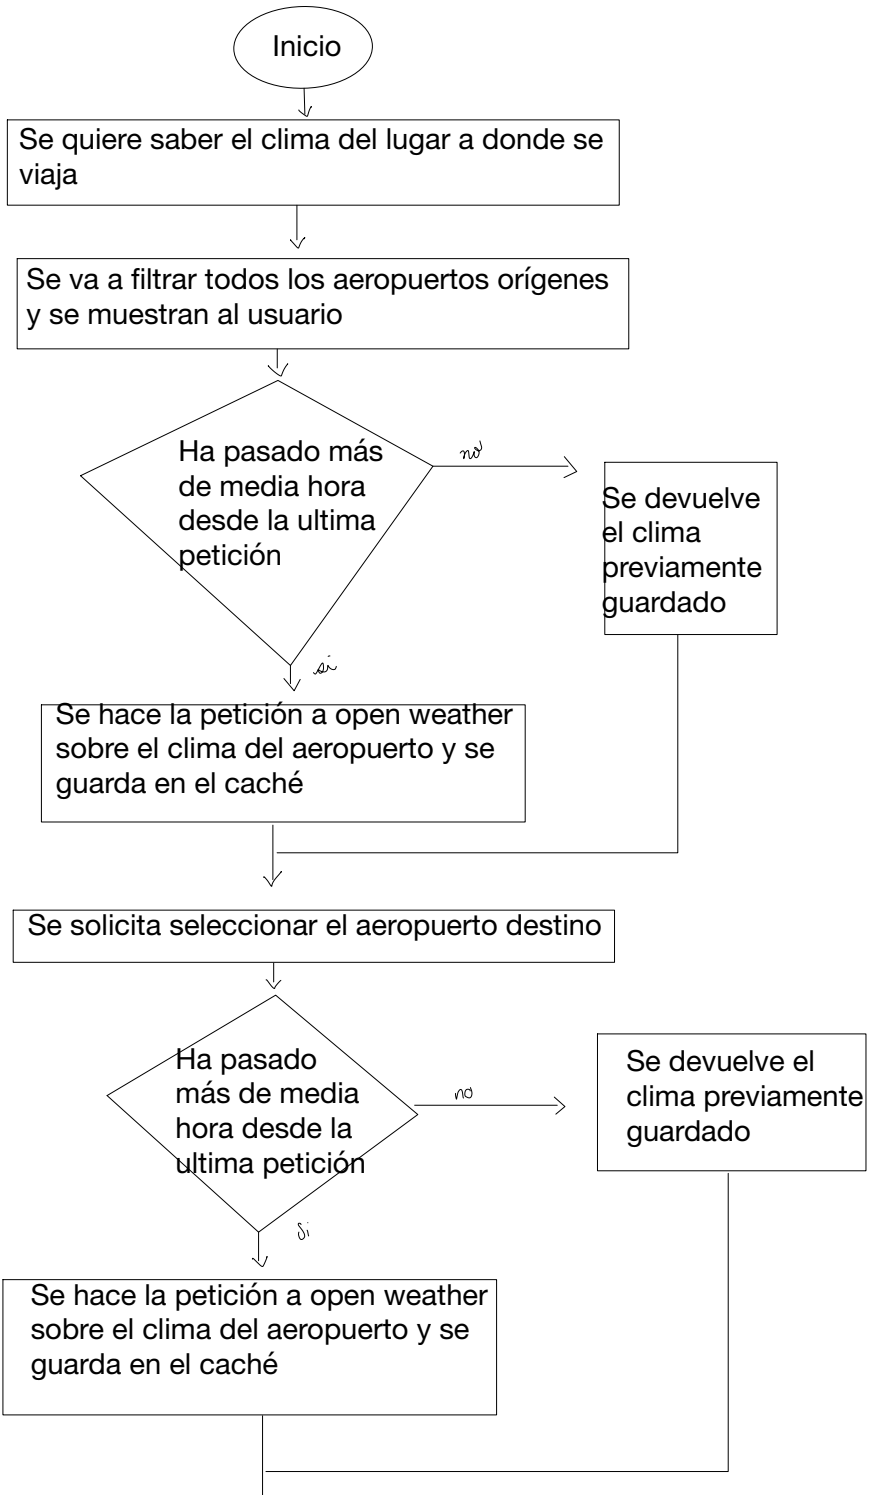 Inicio
Se quiere saber el clima del lugar a donde se
viaja
Se va a filtrar todos los aeropuertos orígenes
y se muestran al usuario
Ha pasado más
de media hora
desde la ultima
petición
no
Se devuelve
el clima
previamente
guardado
si
Se hace la petición a open weather
sobre el clima del aeropuerto y se
guarda en el caché
Se solicita seleccionar el aeropuerto destino
Ha pasado
más de media
hora desde la
ultima petición
no
Se devuelve el
clima previamente
guardado
si
Se hace la petición a open weather
sobre el clima del aeropuerto y se
guarda en el caché